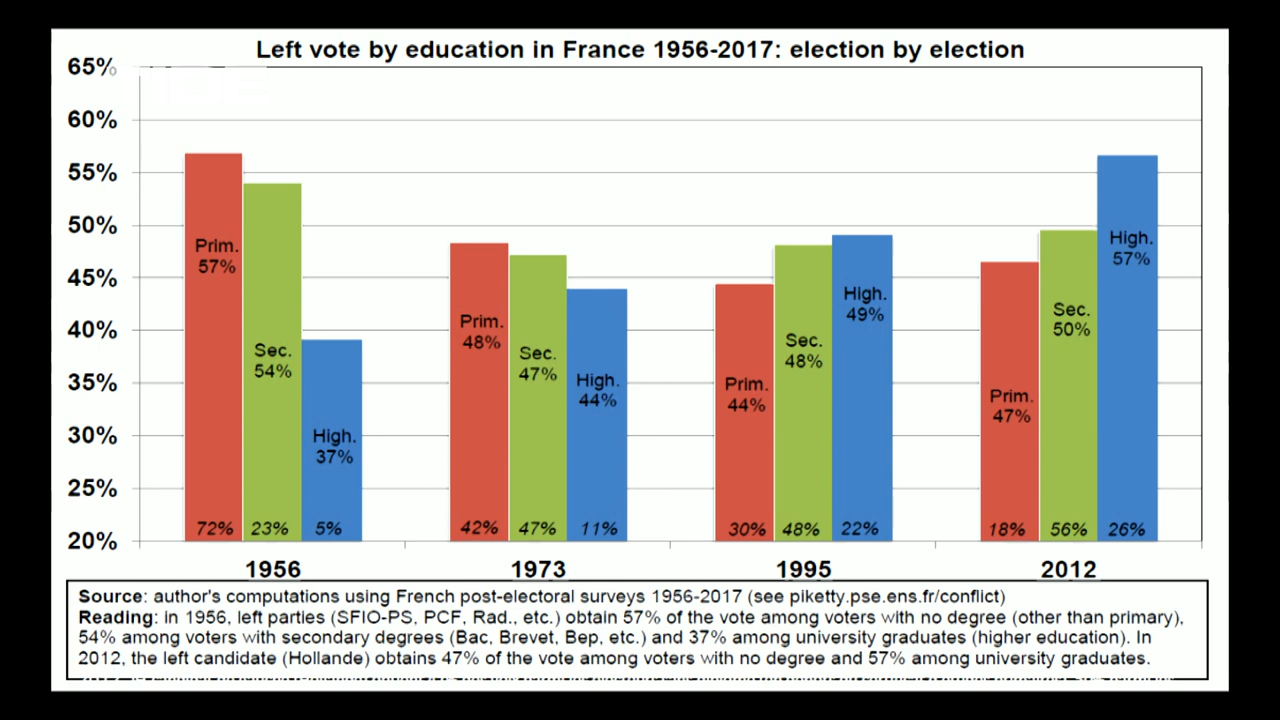 Left vote by education in France 1956-2017: election by election
65%
60%
55%
50%
45%
40%
35%
30%
25%
20%
Prim.
57%
Sec.
54%
High.
37%
72% 23% 5%
Prim.
48%
Sec.
47%
High.
44%
42% 47% 11%
Prim.
44%
Sec.
48%
High.
49%
30% 48% 22%
Prim.
47%
Sec.
50%
High.
57%
18% 56% 26%
1956 1973 1995 2012
Source: author's computations using French post-electoral surveys 1956-2017 (see piketty.pse.ens.fr/conflict)
Reading: in 1956, left parties (SFIO-PS, PCF, Rad., etc.) obtain 57% of the vote among voters with no degree (other than primary),
54% among voters with secondary degrees (Bac, Brevet, Bep, etc.) and 37% among university graduates (higher education). In
2012, the left candidate (Hollande) obtains 47% of the vote among voters with no degree and 57% among university graduates.